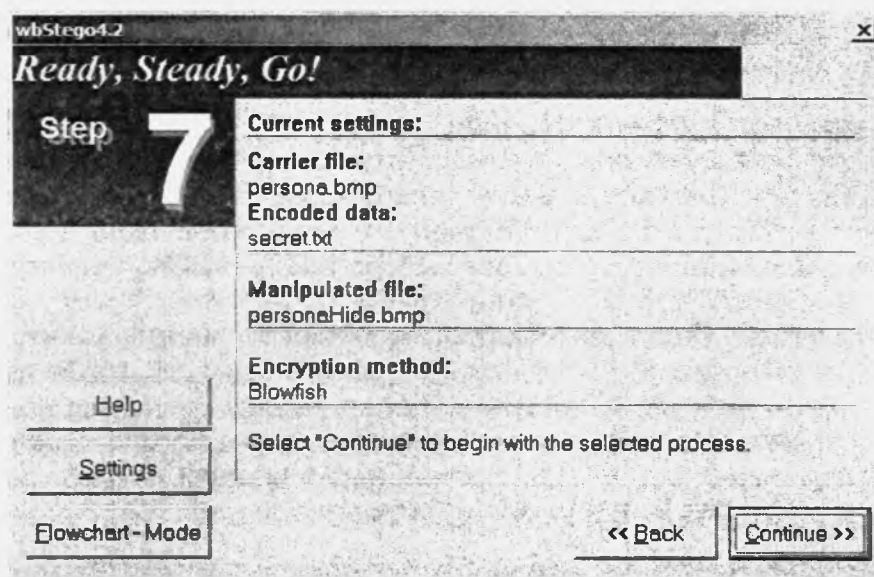 wbStego4.2
Ready, Steady, Go!
Step 7
Current settings:
Carrier file:
persona.bmp
Encoded data:
secret.txt
Manipulated file:
personaHide.bmp
Encryption method:
Blowfish
Select "Continue" to begin with the selected process.
Help
Settings
Flowchart-Mode
<< Back
Continue >>